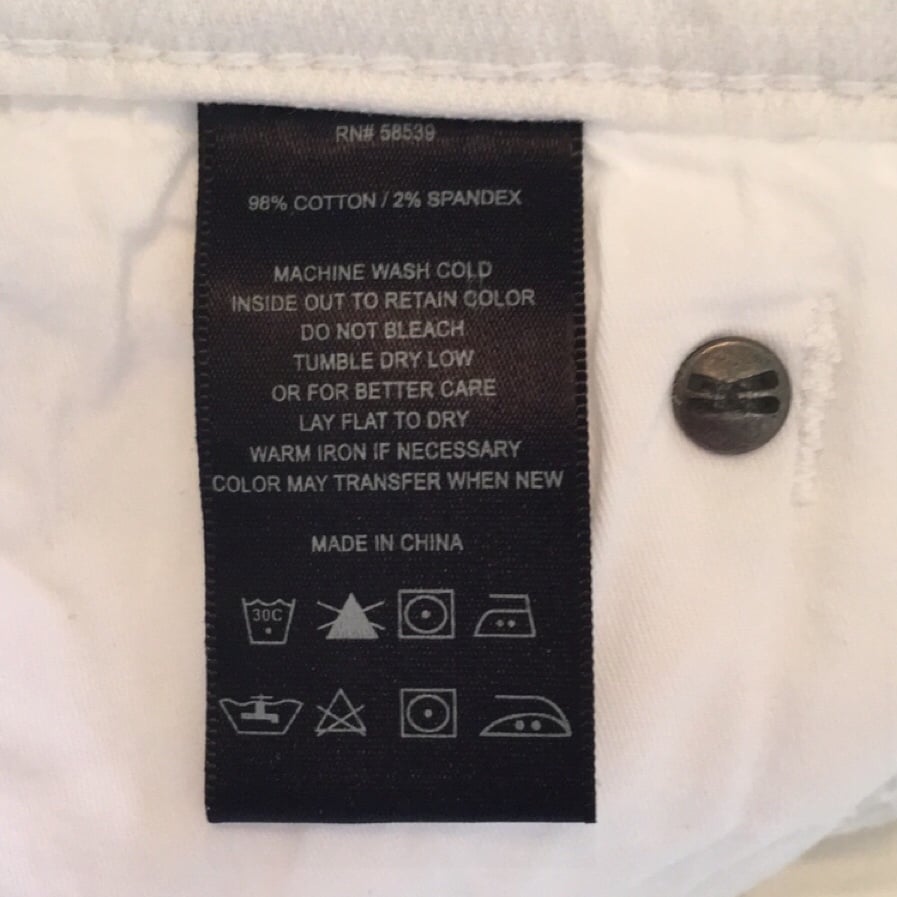 RN# 58539
98% COTTON / 2% SPANDEX
MACHINE WASH COLD
INSIDE OUT TO RETAIN COLOR
DO NOT BLEACH
TUMBLE DRY LOW
OR FOR BETTER CARE
LAY FLAT TO DRY
WARM IRON IF NECESSARY
COLOR MAY TRANSFER WHEN NEW
MADE IN CHINA
30C